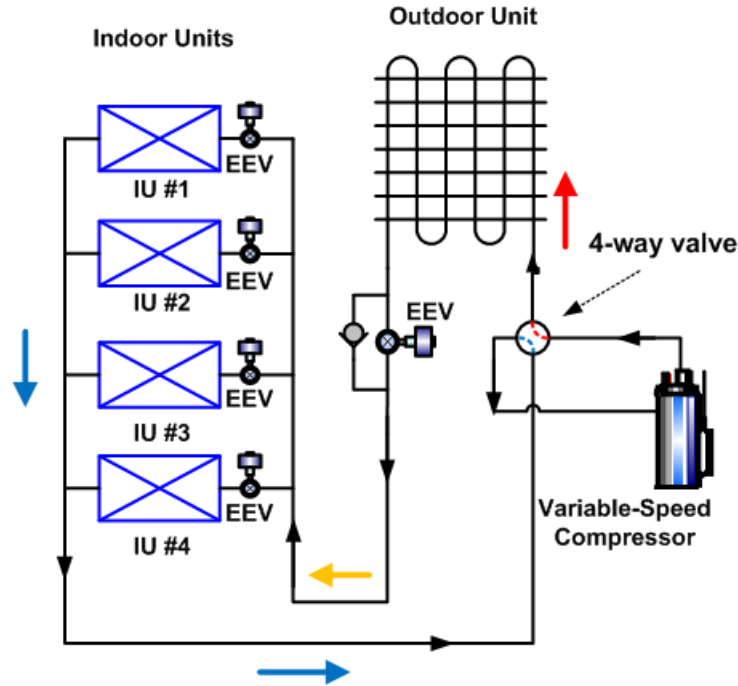 Outdoor Unit
Indoor Units
EEV
IU #1
4-way valve
EEV
IU #2
EEV
EEV
IU #3
EEV
IU #4
Variable-Speed
Compressor